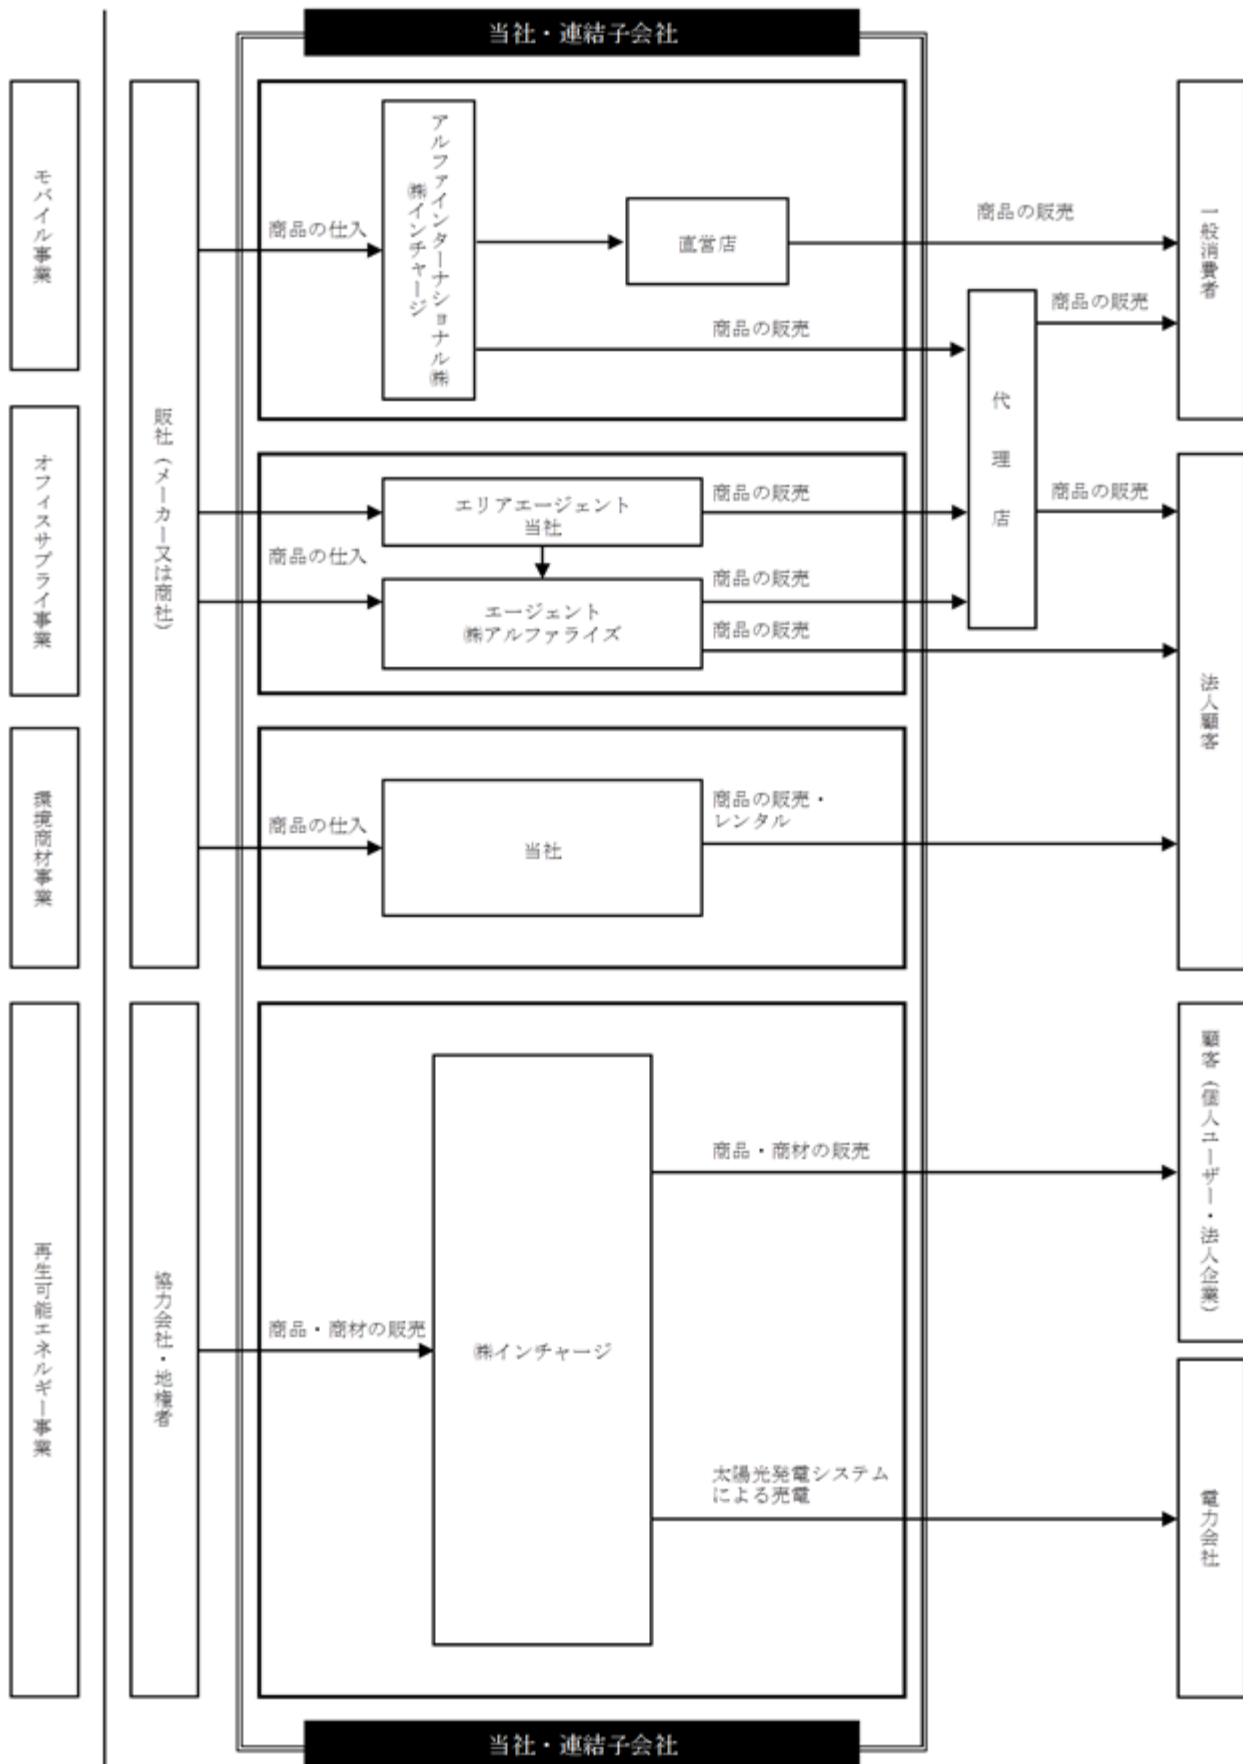 当社・連結子会社
モバイル事業
オフィスサプライ事業
環境商材事業
再生可能エネルギー事業
販社(メーカー又は商社)
協力会社・地権者
商品の仕入
アルファインターナショナル㈱
㈱インチャージ
直営店
商品の販売
商品の販売
商品の販売
代理店
一般消費者
エリアエージェント
当社
商品の販売
商品の販売
商品の仕入
エージェント
㈱アルファライズ
商品の販売
商品の販売
法人顧客
商品の仕入
当社
商品の販売・
レンタル
商品・商材の販売
㈱インチャージ
商品・商材の販売
顧客(個人ユーザー・法人企業)
太陽光発電システム
による売電
電力会社
当社・連結子会社